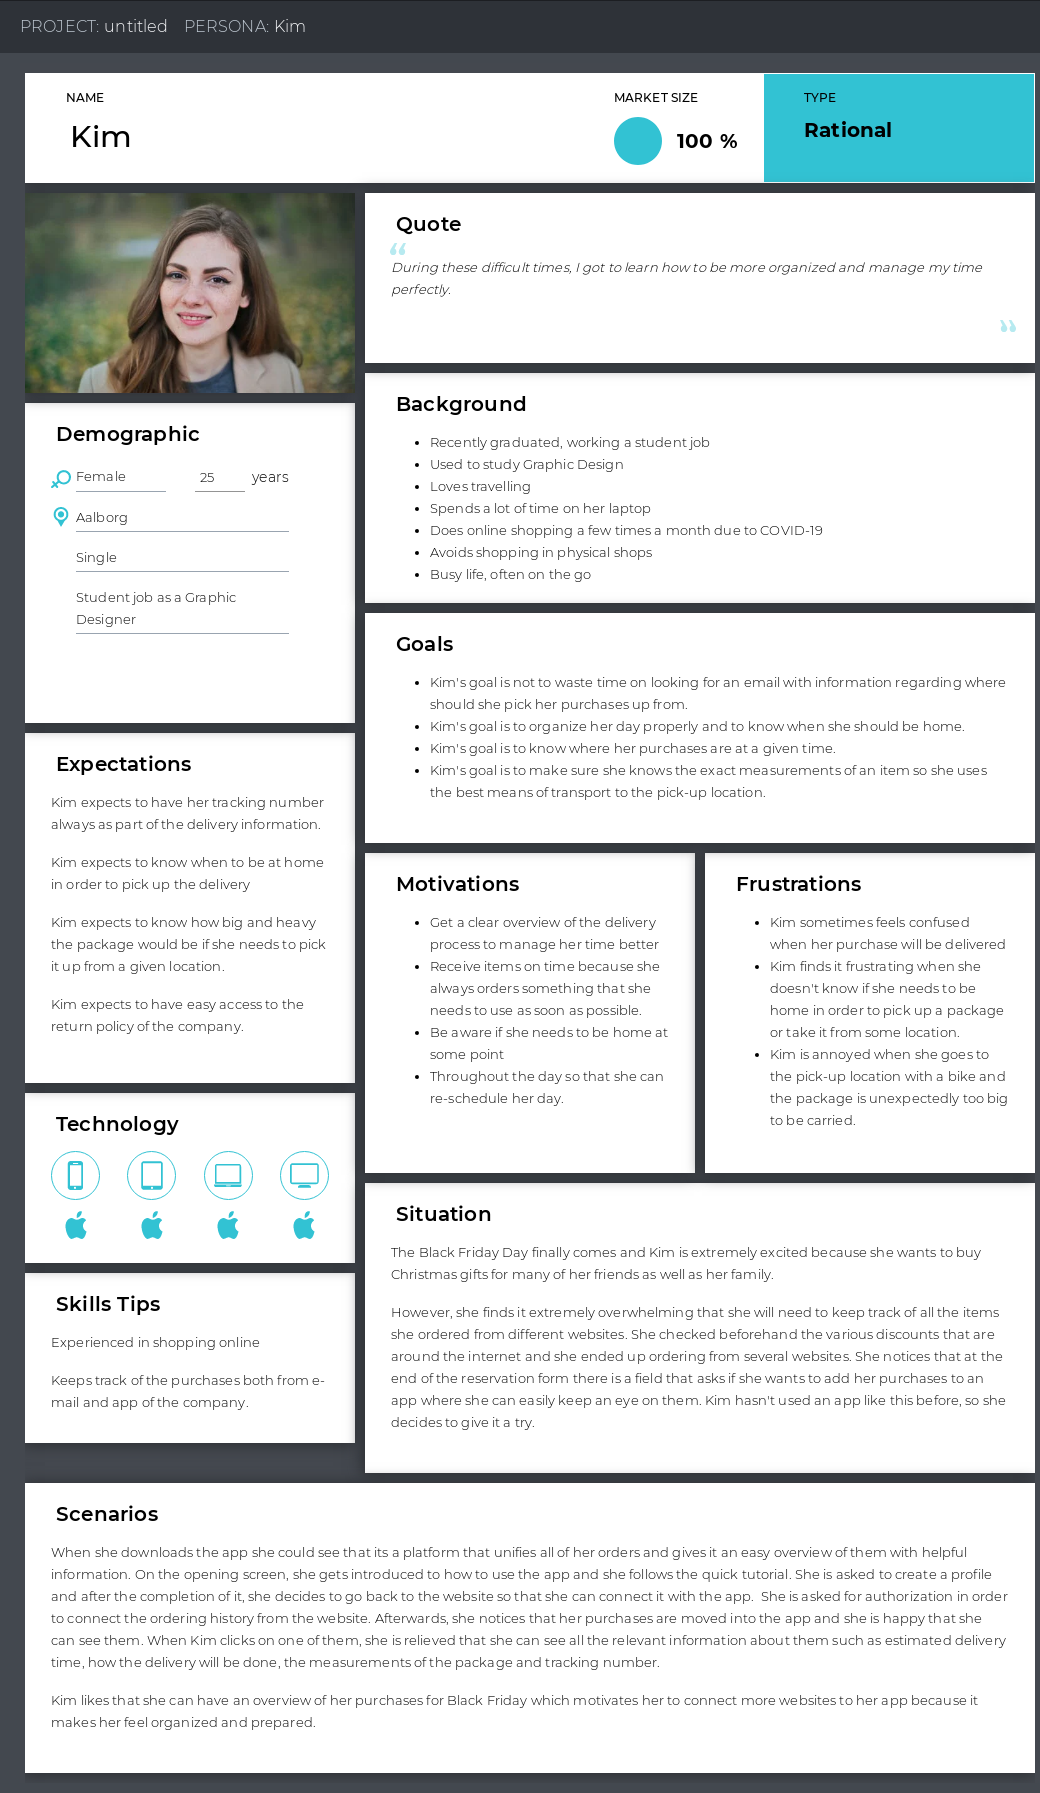 PROJECT: untitled PERSONA: Kim
NAME
Kim
MARKET SIZE
100 %
TYPE
Rational
Quote
“
During these difficult times, I got to learn how to be more organized and manage my time
perfectly.
”
Demographic
Female 25 years
Aalborg
Single
Student job as a Graphic
Designer
Background
• Recently graduated, working a student job
• Used to study Graphic Design
• Loves travelling
• Spends a lot of time on her laptop
• Does online shopping a few times a month due to COVID-19
• Avoids shopping in physical shops
• Busy life, often on the go
Goals
• Kim's goal is not to waste time on looking for an email with information regarding where
should she pick her purchases up from.
• Kim's goal is to organize her day properly and to know when she should be home.
• Kim's goal is to know where her purchases are at a given time.
• Kim's goal is to make sure she knows the exact measurements of an item so she uses
the best means of transport to the pick-up location.
Expectations
Kim expects to have her tracking number
always as part of the delivery information.
Kim expects to know when to be at home
in order to pick up the delivery
Kim expects to know how big and heavy
the package would be if she needs to pick
it up from a given location.
Kim expects to have easy access to the
return policy of the company.
Motivations
• Get a clear overview of the delivery
process to manage her time better
• Receive items on time because she
always orders something that she
needs to use as soon as possible.
• Be aware if she needs to be home at
some point
• Throughout the day so that she can
re-schedule her day.
Frustrations
• Kim sometimes feels confused
when her purchase will be delivered
• Kim finds it frustrating when she
doesn't know if she needs to be
home in order to pick up a package
or take it from some location.
• Kim is annoyed when she goes to
the pick-up location with a bike and
the package is unexpectedly too big
to be carried.
Technology
Skills Tips
Experienced in shopping online
Keeps track of the purchases both from e-
mail and app of the company.
Situation
The Black Friday Day finally comes and Kim is extremely excited because she wants to buy
Christmas gifts for many of her friends as well as her family.
However, she finds it extremely overwhelming that she will need to keep track of all the items
she ordered from different websites. She checked beforehand the various discounts that are
around the internet and she ended up ordering from several websites. She notices that at the
end of the reservation form there is a field that asks if she wants to add her purchases to an
app where she can easily keep an eye on them. Kim hasn't used an app like this before, so she
decides to give it a try.
Scenarios
When she downloads the app she could see that its a platform that unifies all of her orders and gives it an easy overview of them with helpful
information. On the opening screen, she gets introduced to how to use the app and she follows the quick tutorial. She is asked to create a profile
and after the completion of it, she decides to go back to the website so that she can connect it with the app.  She is asked for authorization in order
to connect the ordering history from the website. Afterwards, she notices that her purchases are moved into the app and she is happy that she
can see them. When Kim clicks on one of them, she is relieved that she can see all the relevant information about them such as estimated delivery
time, how the delivery will be done, the measurements of the package and tracking number.
Kim likes that she can have an overview of her purchases for Black Friday which motivates her to connect more websites to her app because it
makes her feel organized and prepared.